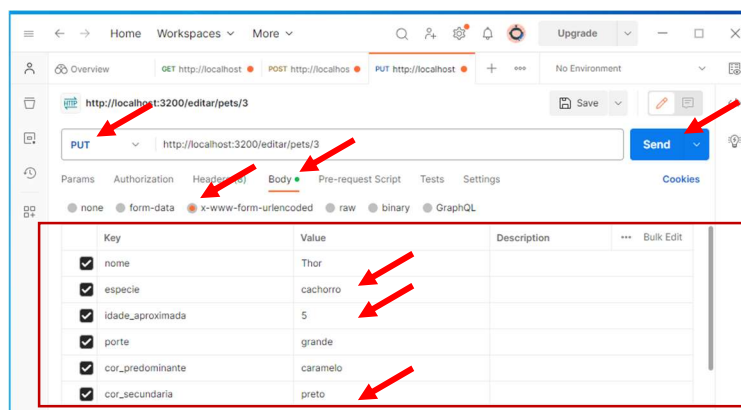 Home Workspaces More Upgrade
Overview GET http://localhost POST http://localhos PUT http://localhost No Environment
HTTP http://localhost:3200/editar/pets/3 Save
PUT http://localhost:3200/editar/pets/3 Send
Params Authorization Headers Body Pre-request Script Tests Settings Cookies
none form-data x-www-form-urlencoded raw binary GraphQL
Key Value Description Bulk Edit
nome Thor
especie cachorro
idade_aproximada 5
porte grande
cor_predominante caramelo
cor_secundaria preto